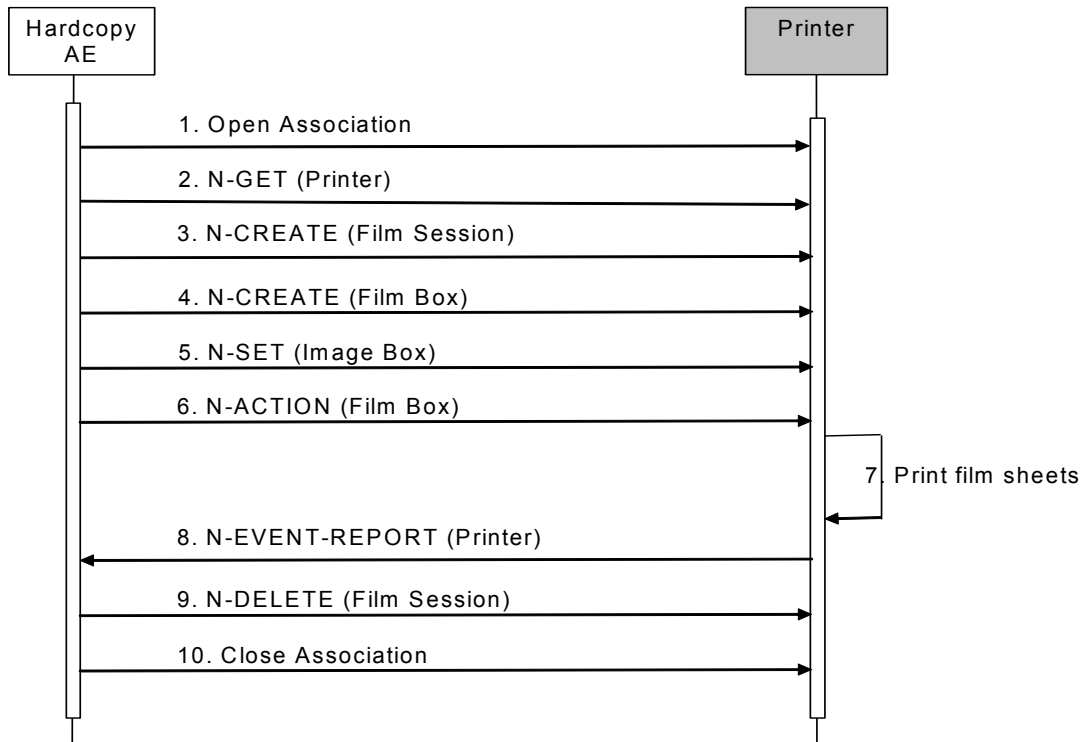 Hardcopy
AE
Printer
1. Open Association
2. N-GET (Printer)
3. N-CREATE (Film Session)
4. N-CREATE (Film Box)
5. N-SET (Image Box)
6. N-ACTION (Film Box)
7. Print film sheets
8. N-EVENT-REPORT (Printer)
9. N-DELETE (Film Session)
10. Close Association